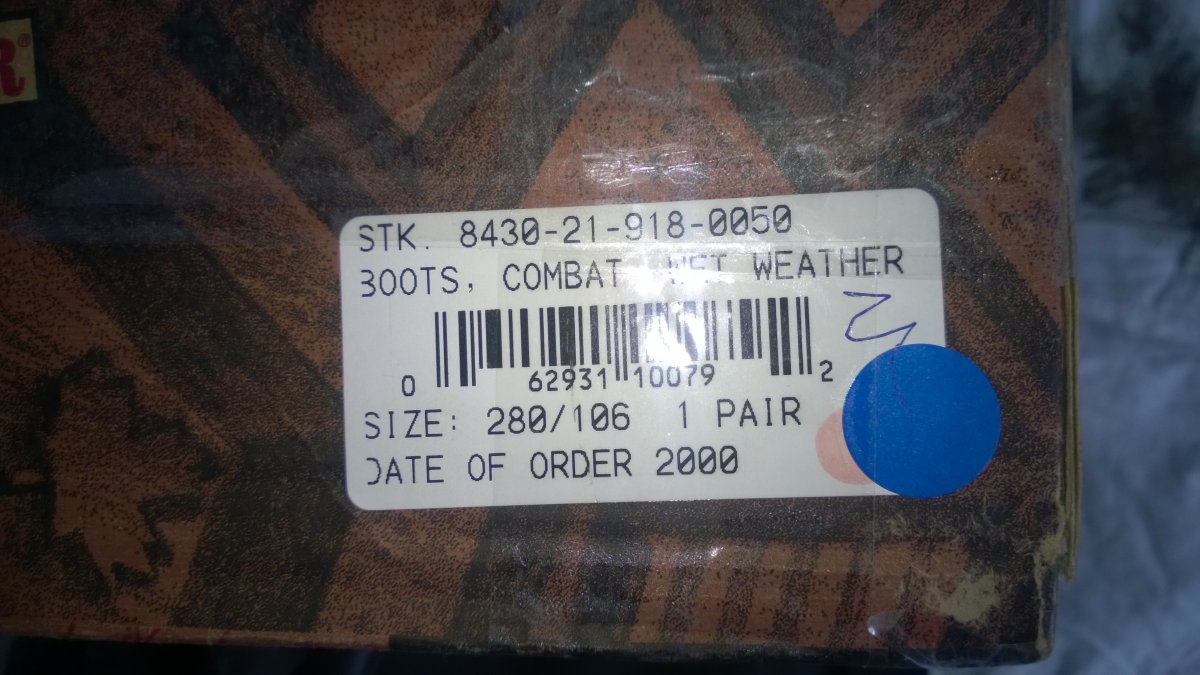 R®
STK. 8430-21-918-0050
BOOTS, COMBAT, WET WEATHER
0 62931 10079 2
SIZE: 280/106 1 PAIR
DATE OF ORDER 2000